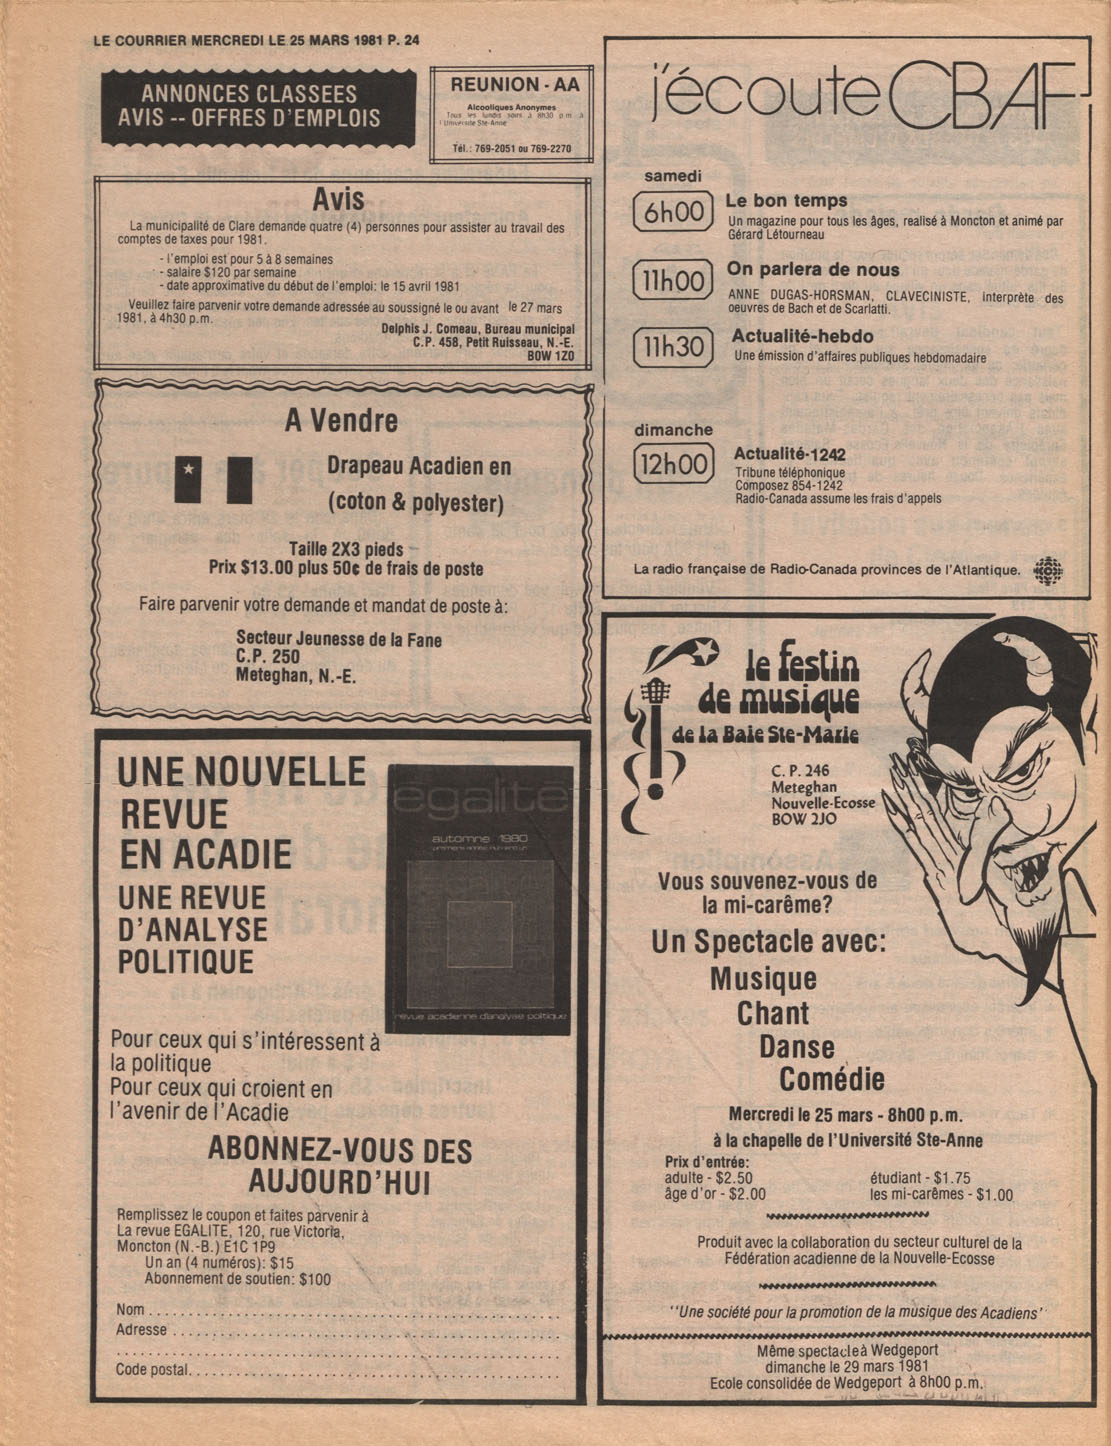 LE COURRIER MERCREDI LE 25 MARS 1981 P. 24
ANNONCES CLASSEES
AVIS -- OFFRES D'EMPLOIS
REUNION - AA
Alcooliques Anonymes
Tous les lundis soirs à 8h30 p.m. à
l'Université Ste-Anne
Tél.: 769-2051 ou 769-2270
Avis
La municipalité de Clare demande quatre (4) personnes pour assister au travail des
comptes de taxes pour 1981.
- l'emploi est pour 5 à 8 semaines
- salaire $120 par semaine
- date approximative du début de l'emploi: le 15 avril 1981
Veuillez faire parvenir votre demande adressée au soussigné le ou avant le 27 mars
1981, à 4h30 p.m.
Delphis J. Comeau, Bureau municipal
C.P. 458, Petit Ruisseau, N.-E.
BOW 1Z0
A Vendre
Drapeau Acadien en
(coton & polyester)
Taille 2X3 pieds
Prix $13.00 plus 50¢ de frais de poste
Faire parvenir votre demande et mandat de poste à:
Secteur Jeunesse de la Fane
C.P. 250
Meteghan, N.-E.
UNE NOUVELLE
REVUE
EN ACADIE
UNE REVUE
D'ANALYSE
POLITIQUE
égalité
automne 1980
revue acadienne d'analyse politique
Pour ceux qui s'intéressent à
la politique
Pour ceux qui croient en
l'avenir de l'Acadie
ABONNEZ-VOUS DES
AUJOURD'HUI
Remplissez le coupon et faites parvenir à
La revue EGALITE, 120, rue Victoria,
Moncton (N.-B.) E1C 1P9
Un an (4 numéros): $15
Abonnement de soutien: $100
Nom
Adresse
Code postal
j'écoute CBAF
samedi
6h00
Le bon temps
Un magazine pour tous les âges, realisé à Moncton et animé par
Gérard Létourneau
11h00
On parlera de nous
ANNE DUGAS-HORSMAN, CLAVECINISTE, interprète des
oeuvres de Bach et de Scarlatti.
11h30
Actualité-hebdo
Une émission d'affaires publiques hebdomadaire
dimanche
12h00
Actualité-1242
Tribune téléphonique
Composez 854-1242
Radio-Canada assume les frais d'appels
La radio française de Radio-Canada provinces de l'Atlantique.
le festin
de musique
de la Baie Ste-Marie
C. P. 246
Meteghan
Nouvelle-Ecosse
BOW 2JO
Vous souvenez-vous de
la mi-carême?
Un Spectacle avec:
Musique
Chant
Danse
Comédie
Mercredi le 25 mars - 8h00 p.m.
à la chapelle de l'Université Ste-Anne
Prix d'entrée:
adulte - $2.50 étudiant - $1.75
âge d'or - $2.00 les mi-carêmes - $1.00
Produit avec la collaboration du secteur culturel de la
Fédération acadienne de la Nouvelle-Ecosse
"Une société pour la promotion de la musique des Acadiens"
Même spectacle à Wedgeport
dimanche le 29 mars 1981
Ecole consolidée de Wedgeport à 8h00 p.m.